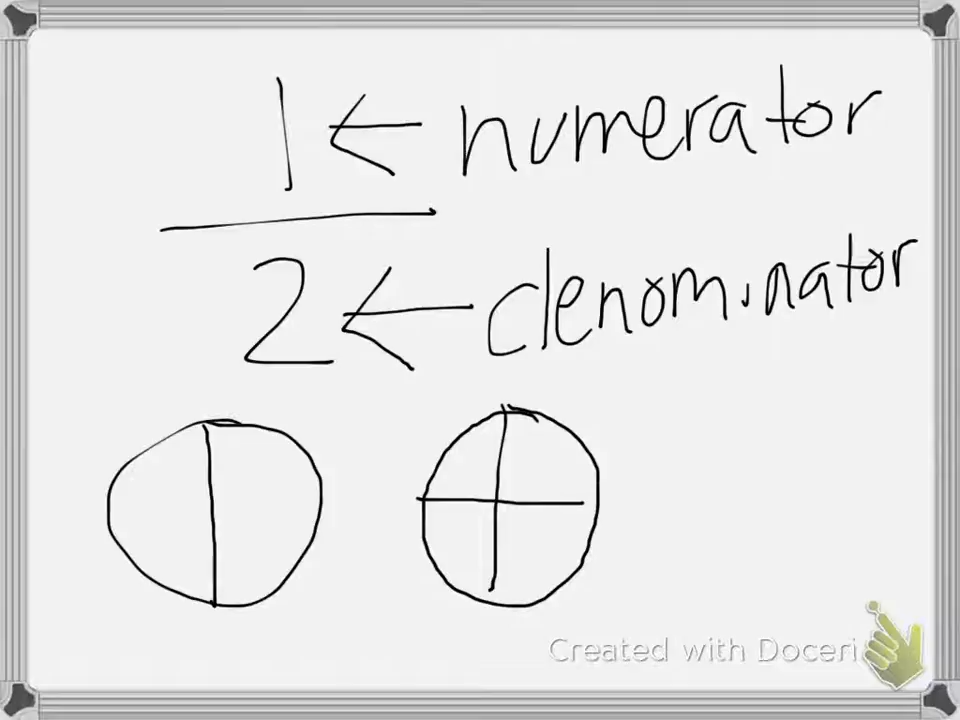 1 ← numerator
2 ← denominator
Created with Doceri